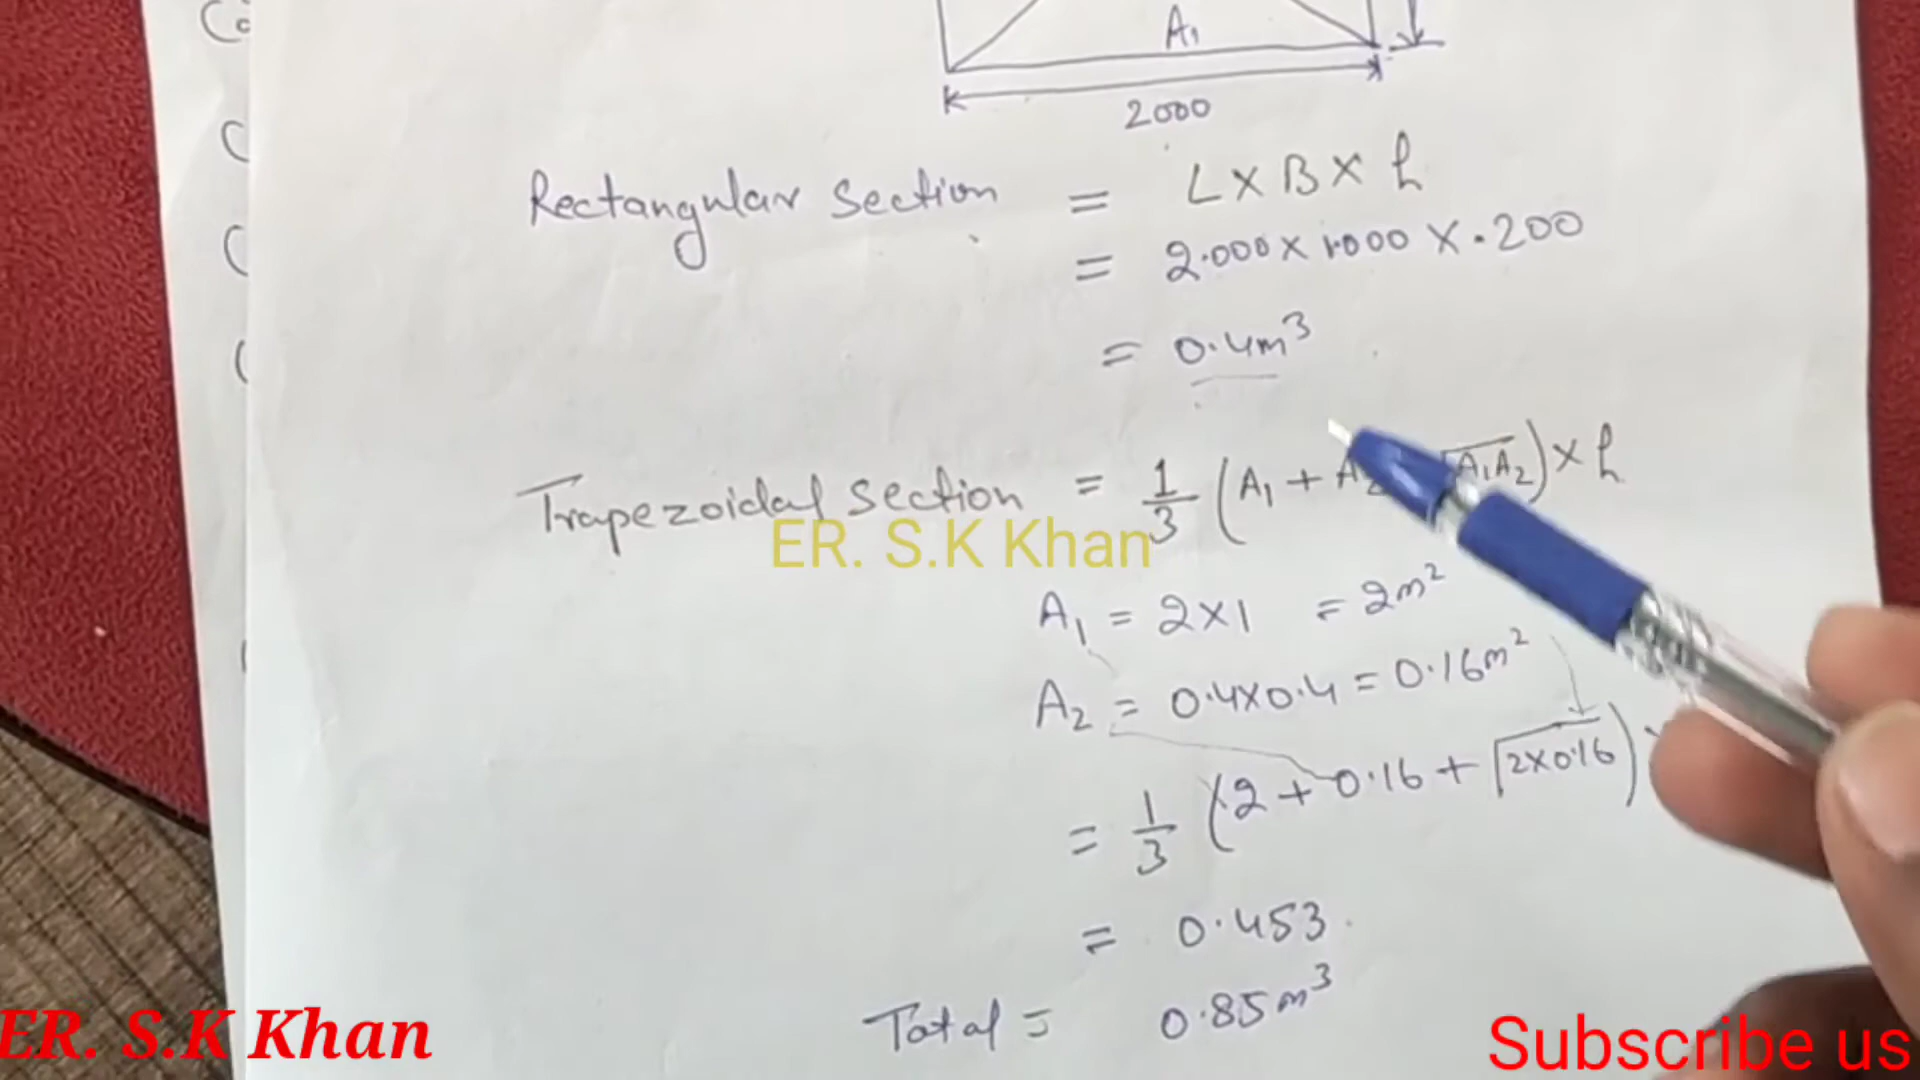 A₁
2000
Rectangular Section = L X B X h
= 2.000 X 1.000 X .200
= 0.4m³
Trapezoidal Section = 1/3 (A₁ + A₂ √A₁A₂) X h
ER. S.K Khan
A₁ = 2X1 = 2m²
A₂ = 0.4X0.4 = 0.16m²
= 1/3 (2 + 0.16 + √2X0.16)
= 0.453
Total = 0.85m³
ER. S.K Khan
Subscribe us